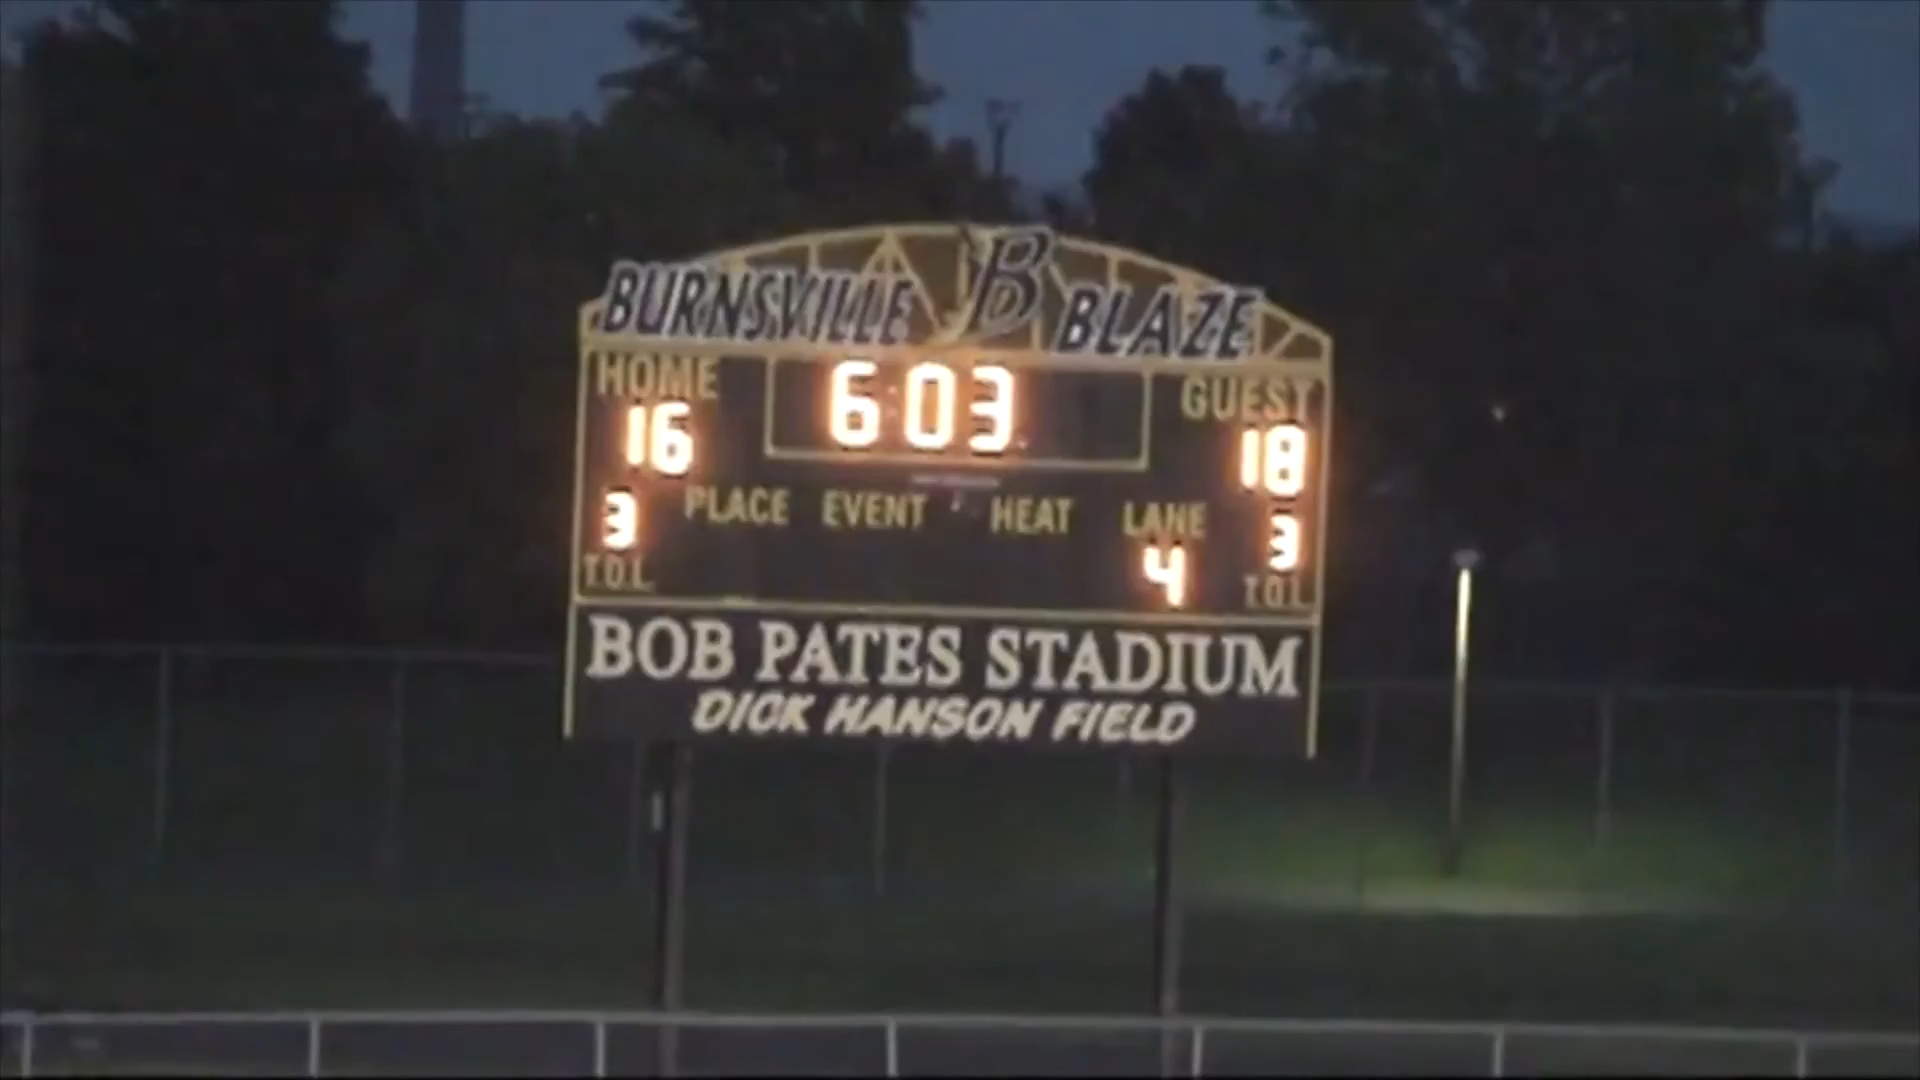 BURNSVILLE B BLAZE
HOME 6:03 GUEST
16 18
3 PLACE EVENT HEAT LANE 3
T.O.L. 4 T.O.L.
BOB PATES STADIUM
DICK HANSON FIELD